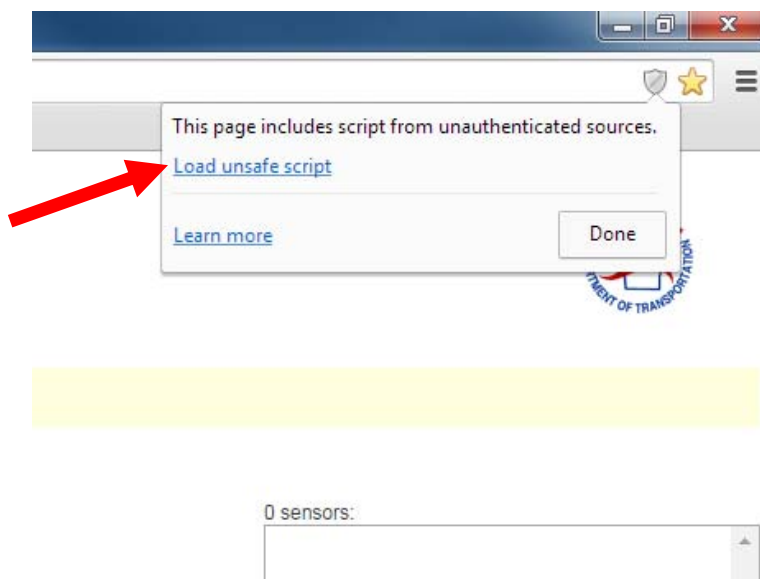 This page includes script from unauthenticated sources.
Load unsafe script
Learn more
Done
OF TRANSPORTATION
0 sensors: